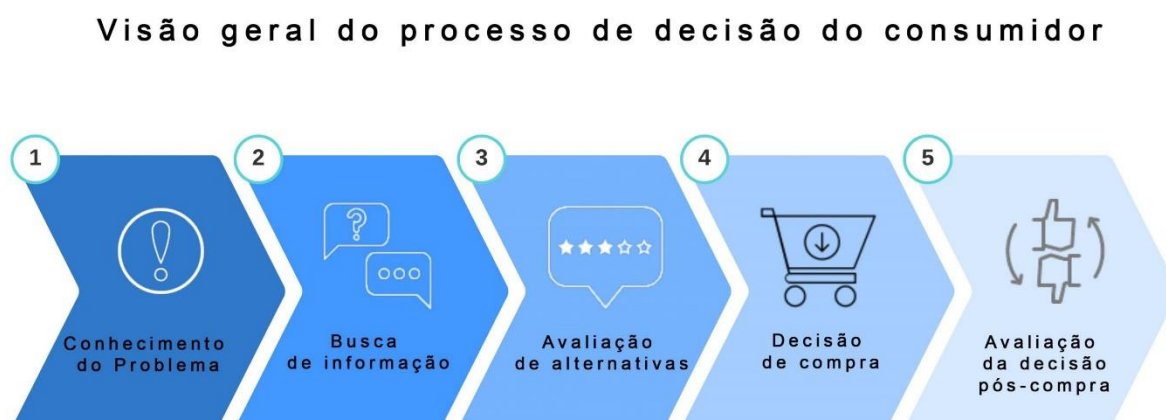 Visão geral do processo de decisão do consumidor
1
2
3
4
5
Conhecimento
do Problema
Busca
de informação
Avaliação
de alternativas
Decisão
de compra
Avaliação
da decisão
pós-compra